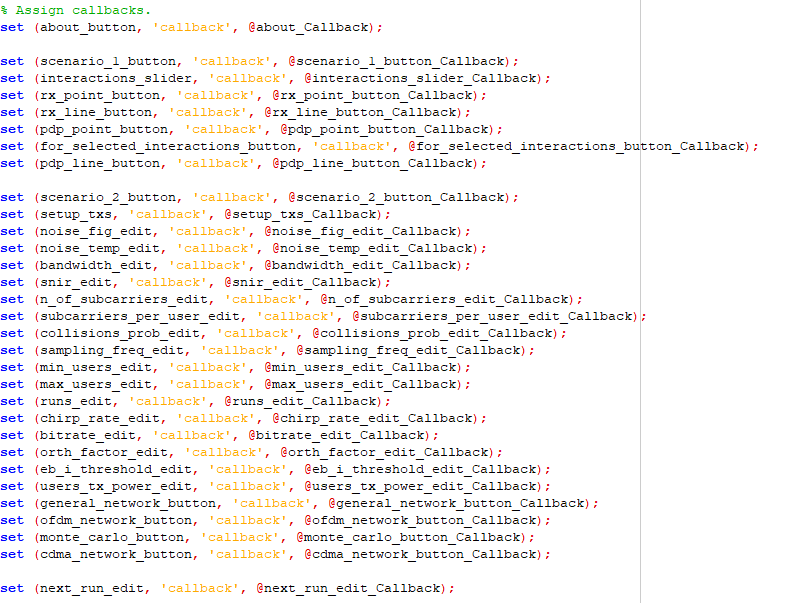 % Assign callbacks.
set (about_button, 'callback', @about_Callback);
set (scenario_1_button, 'callback', @scenario_1_button_Callback);
set (interactions_slider, 'callback', @interactions_slider_Callback);
set (rx_point_button, 'callback', @rx_point_button_Callback);
set (rx_line_button, 'callback', @rx_line_button_Callback);
set (pdp_point_button, 'callback', @pdp_point_button_Callback);
set (for_selected_interactions_button, 'callback', @for_selected_interactions_button_Callback);
set (pdp_line_button, 'callback', @pdp_line_button_Callback);
set (scenario_2_button, 'callback', @scenario_2_button_Callback);
set (setup_txs, 'callback', @setup_txs_Callback);
set (noise_fig_edit, 'callback', @noise_fig_edit_Callback);
set (noise_temp_edit, 'callback', @noise_temp_edit_Callback);
set (bandwidth_edit, 'callback', @bandwidth_edit_Callback);
set (snir_edit, 'callback', @snir_edit_Callback);
set (n_of_subcarriers_edit, 'callback', @n_of_subcarriers_edit_Callback);
set (subcarriers_per_user_edit, 'callback', @subcarriers_per_user_edit_Callback);
set (collisions_prob_edit, 'callback', @collisions_prob_edit_Callback);
set (sampling_freq_edit, 'callback', @sampling_freq_edit_Callback);
set (min_users_edit, 'callback', @min_users_edit_Callback);
set (max_users_edit, 'callback', @max_users_edit_Callback);
set (runs_edit, 'callback', @runs_edit_Callback);
set (chirp_rate_edit, 'callback', @chirp_rate_edit_Callback);
set (bitrate_edit, 'callback', @bitrate_edit_Callback);
set (orth_factor_edit, 'callback', @orth_factor_edit_Callback);
set (eb_i_threshold_edit, 'callback', @eb_i_threshold_edit_Callback);
set (users_tx_power_edit, 'callback', @users_tx_power_edit_Callback);
set (general_network_button, 'callback', @general_network_button_Callback);
set (ofdm_network_button, 'callback', @ofdm_network_button_Callback);
set (monte_carlo_button, 'callback', @monte_carlo_button_Callback);
set (cdma_network_button, 'callback', @cdma_network_button_Callback);
set (next_run_edit, 'callback', @next_run_edit_Callback);